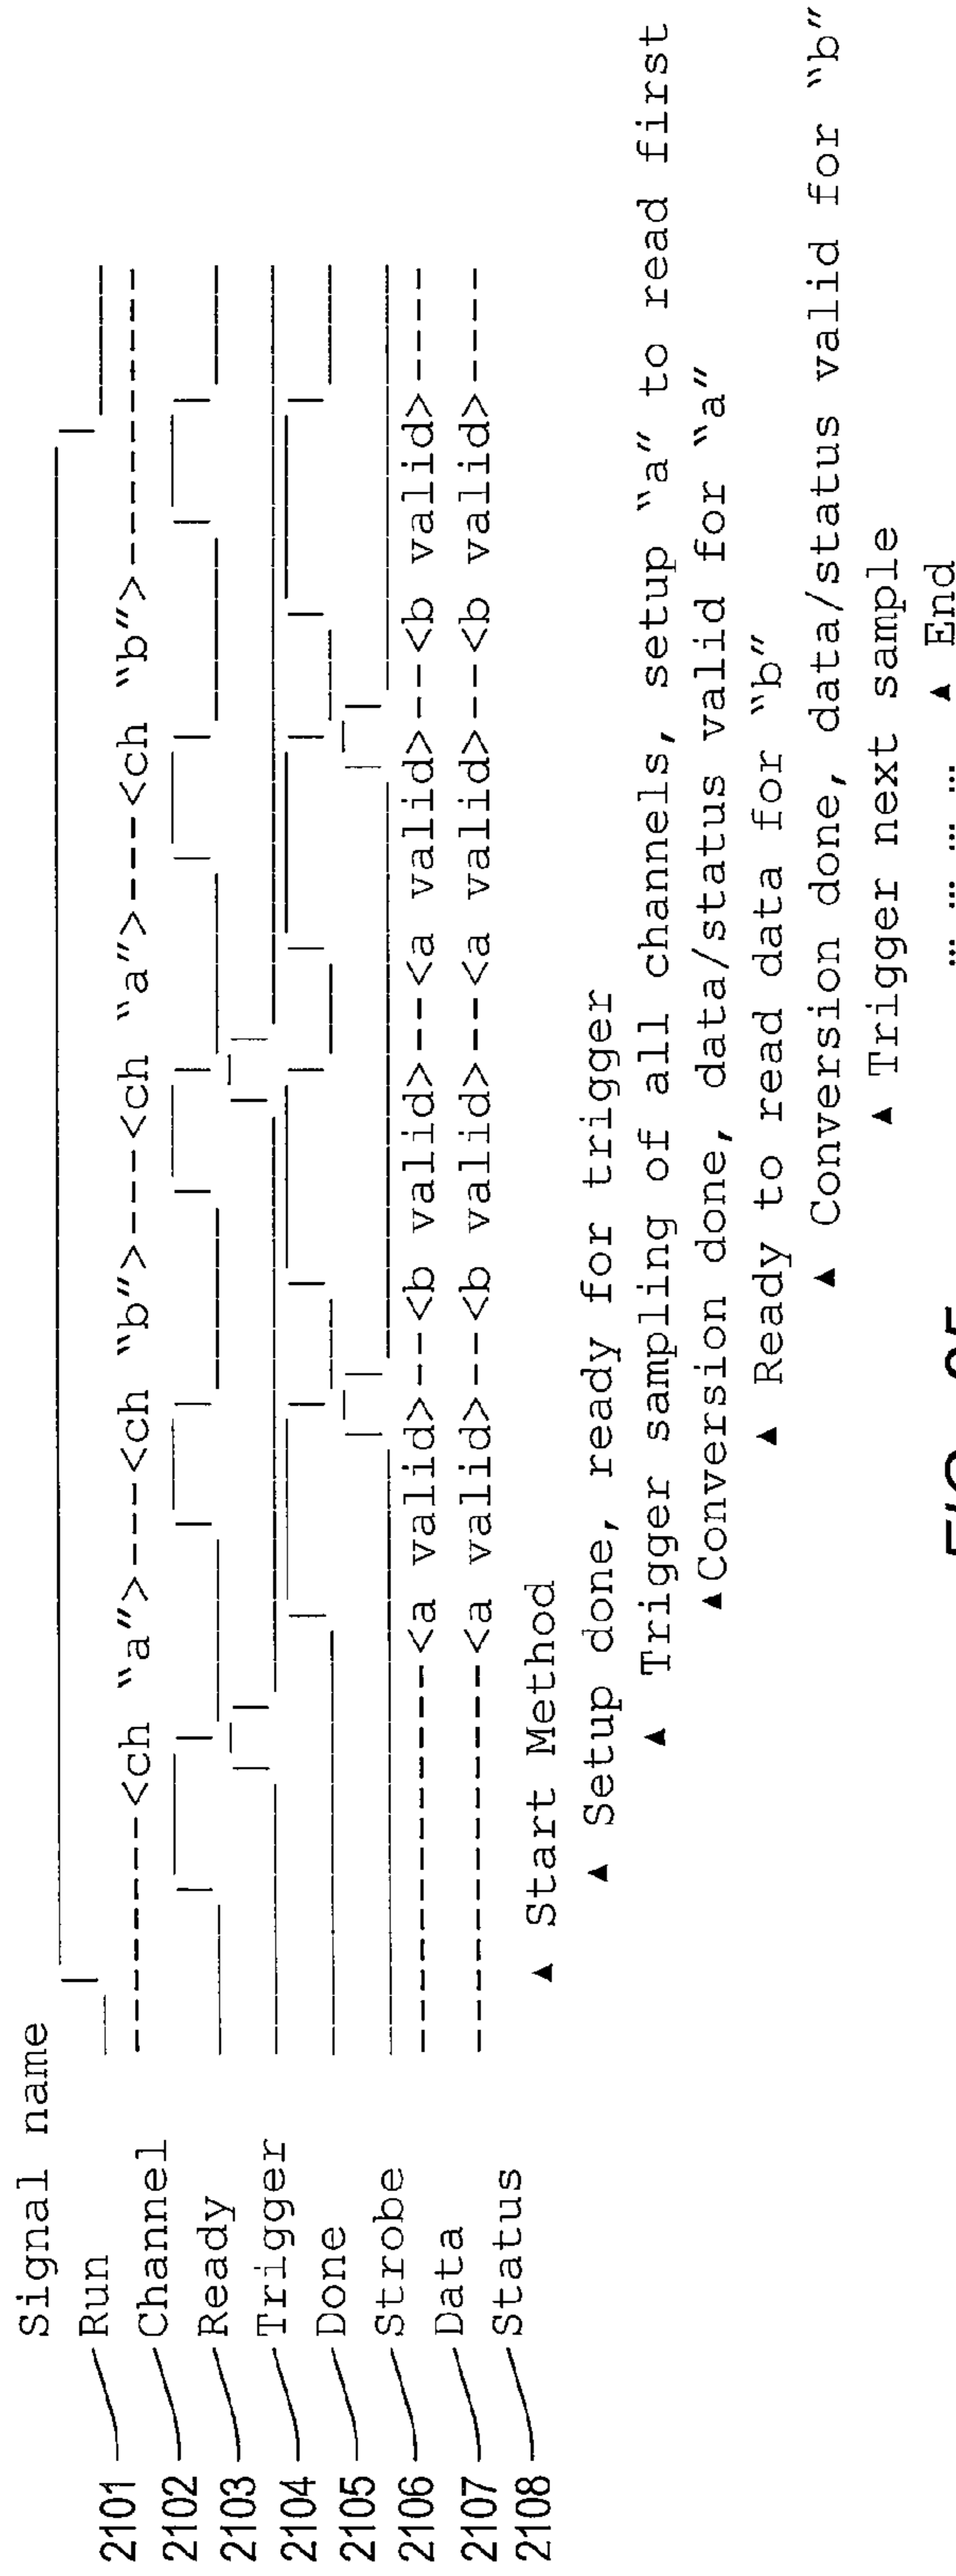 Signal name
2101 Run
2102 Channel <ch "a"> <ch "b"> <ch "a"> <ch "b">
2103 Ready
2104 Trigger
2105 Done
2106 Strobe
2107 Data <a valid> <b valid> <a valid> <b valid>
2108 Status <a valid> <b valid> <a valid> <b valid>
▲ Start Method
▲ Setup done, ready for trigger
▲ Trigger sampling of all channels, setup "a" to read first
▲Conversion done, data/status valid for "a"
▲ Ready to read data for "b"
▲ Conversion done, data/status valid for "b"
▲ Trigger next sample
... ... ... ... ▲ End